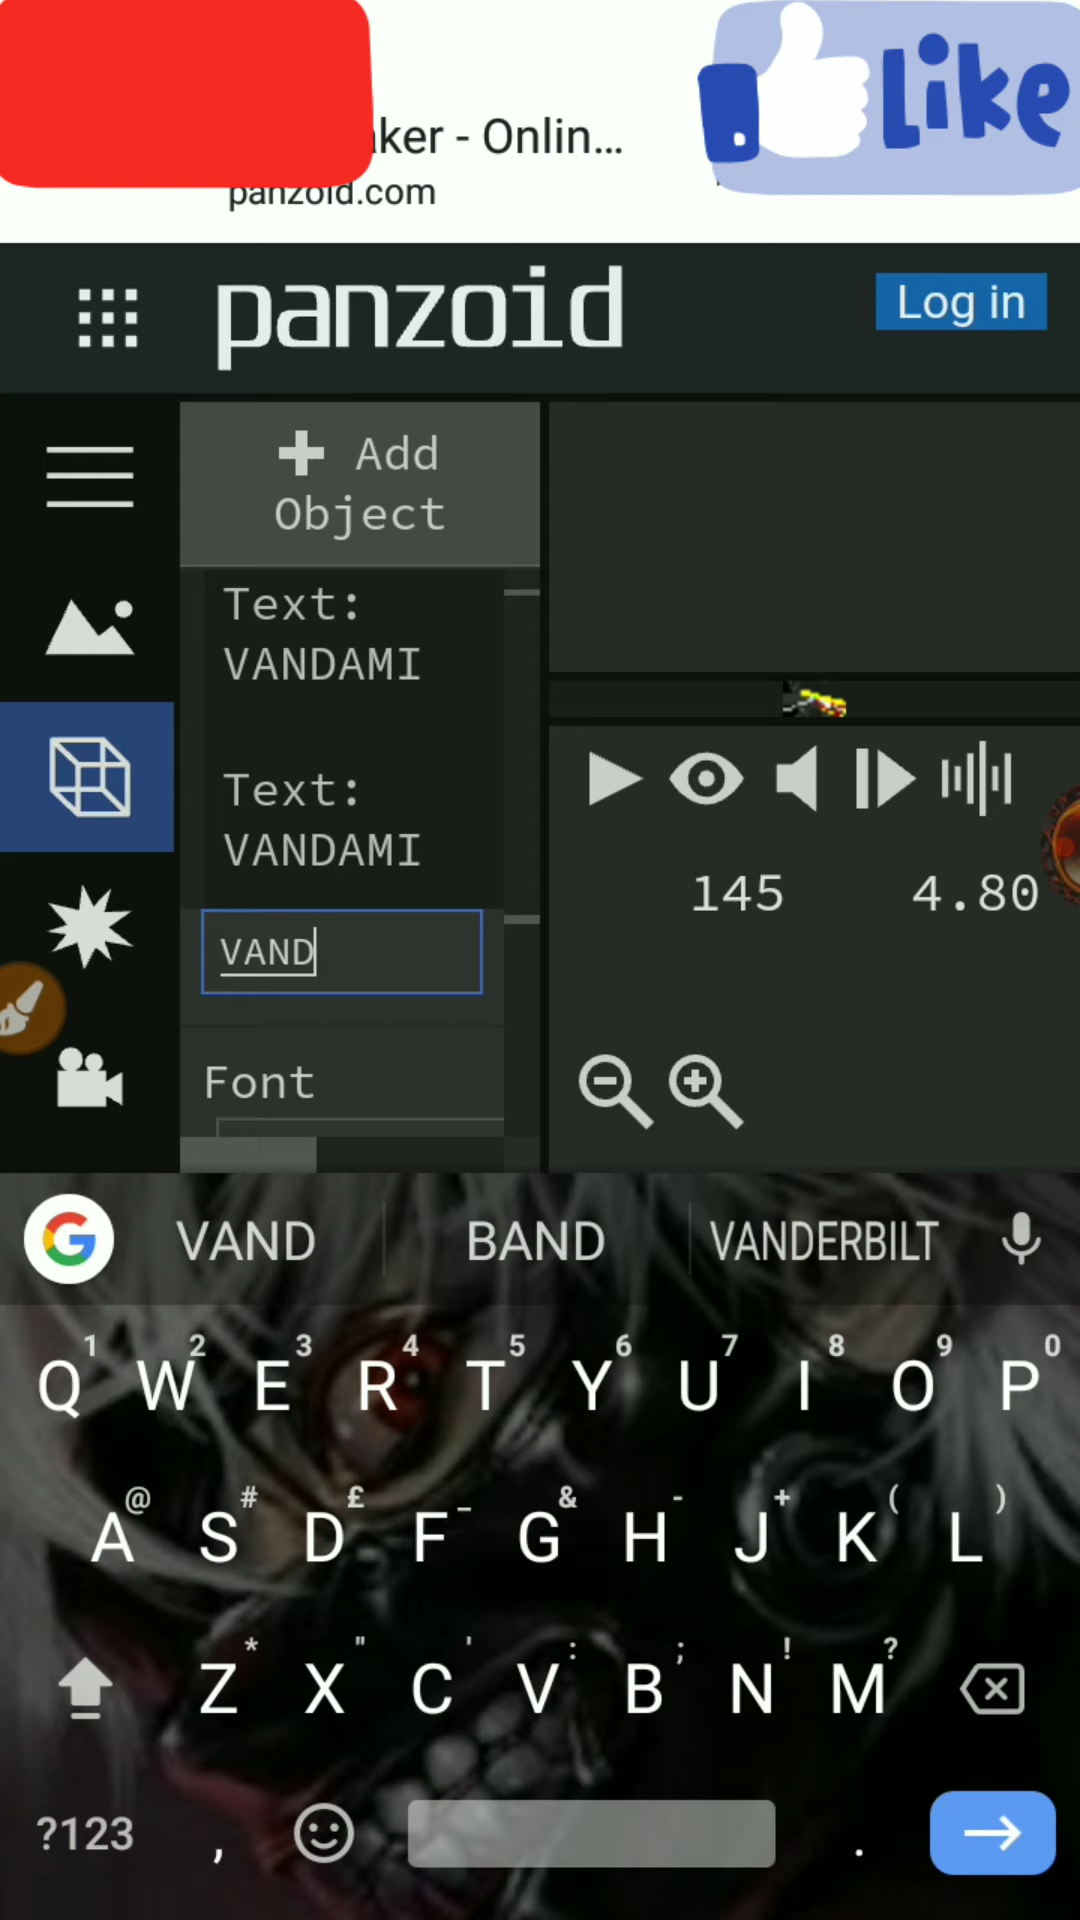 Like
aker - Onlin...
panzoid.com
panzoid
Log in
Add
Object
Text:
VANDAMI
Text:
VANDAMI
145 4.80
VAND
Font
VAND BAND VANDERBILT
1 2 3 4 5 6 7 8 9 0
Q W E R T Y U I O P
@ # £ _ & - + ( )
A S D F G H J K L
* " ' : ; ! ?
Z X C V B N M
?123 , .